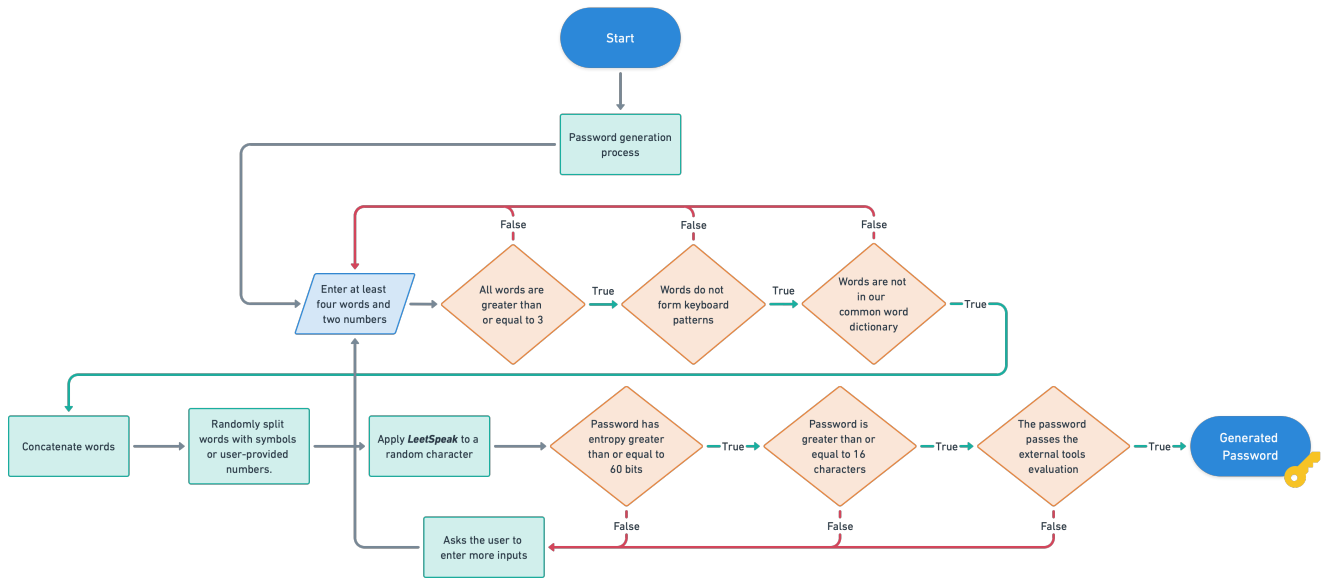 Start
Password generation
process
False
False
False
Enter at least
four words and
two numbers
All words are
greater than
or equal to 3
True
Words do not
form keyboard
patterns
True
Words are not
in our
common word
dictionary
True
Concatenate words
Randomly split
words with symbols
or user-provided
numbers.
Apply LeetSpeak to a
random character
Password has
entropy greater
than or equal to
60 bits
True
Password is
greater than or
equal to 16
characters
True
The password
passes the
external tools
evaluation
True
Generated
Password
False
False
False
Asks the user to
enter more inputs